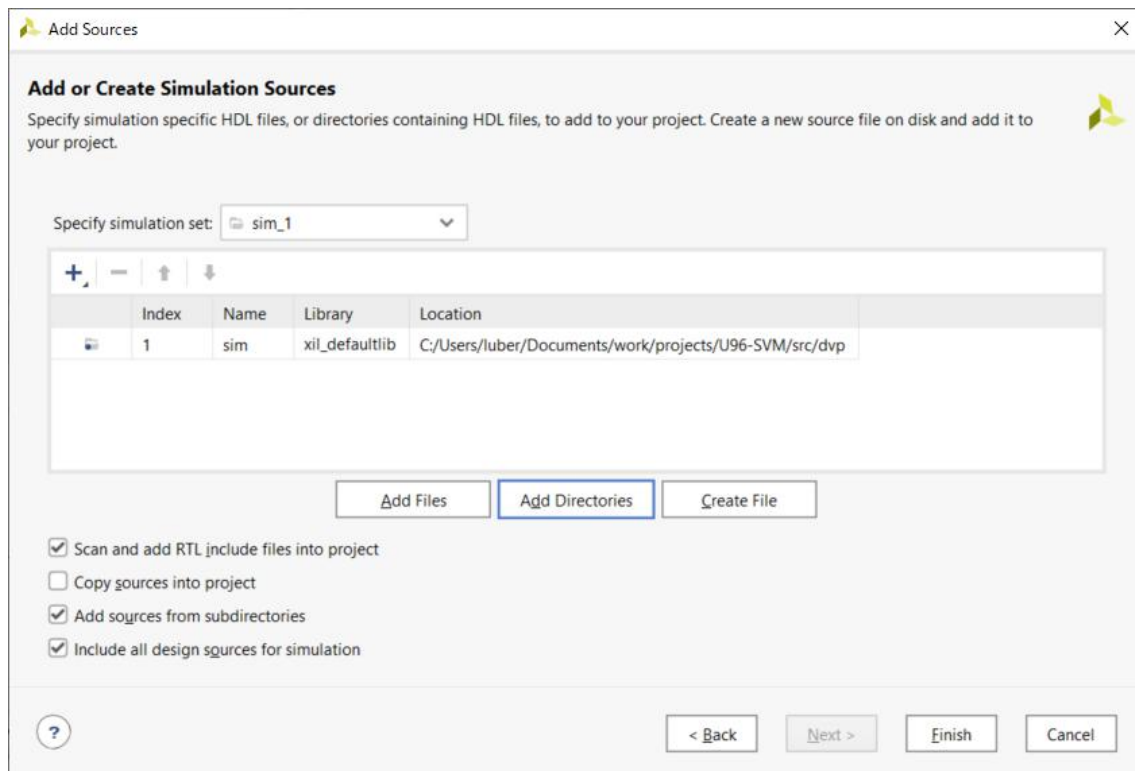 Add Sources
Add or Create Simulation Sources
Specify simulation specific HDL files, or directories containing HDL files, to add to your project. Create a new source file on disk and add it to
your project.
Specify simulation set: sim_1
Index Name Library Location
1 sim xil_defaultlib C:/Users/luber/Documents/work/projects/U96-SVM/src/dvp
Add Files Add Directories Create File
Scan and add RTL include files into project
Copy sources into project
Add sources from subdirectories
Include all design sources for simulation
? < Back Next > Finish Cancel